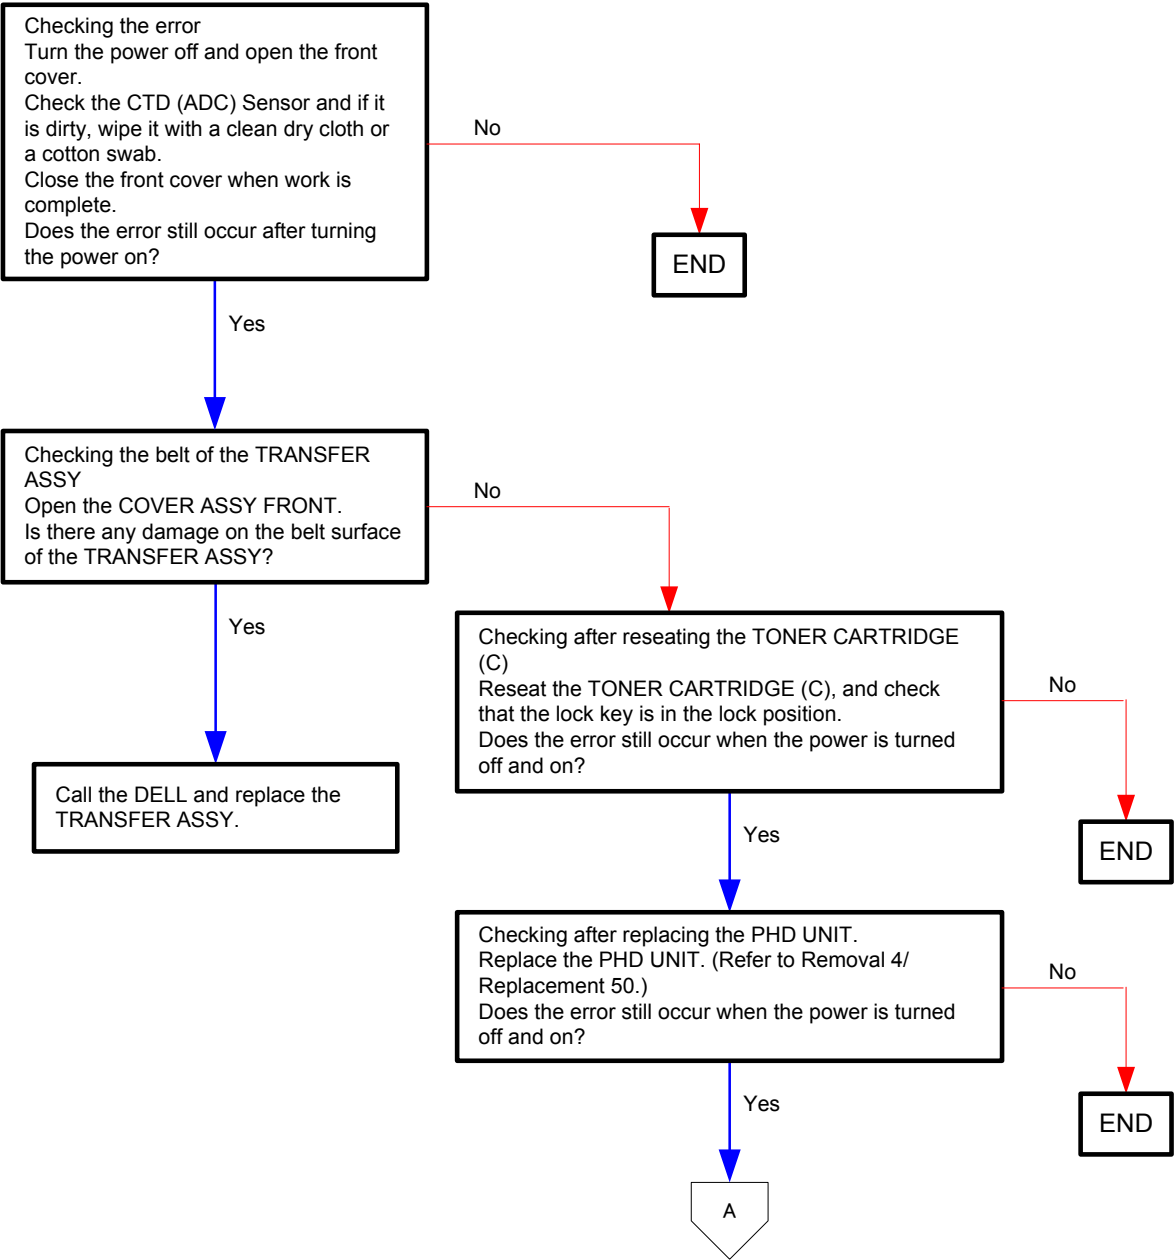 Checking the error
Turn the power off and open the front
cover.
Check the CTD (ADC) Sensor and if it
is dirty, wipe it with a clean dry cloth or
a cotton swab.
Close the front cover when work is
complete.
Does the error still occur after turning
the power on?
No
END
Yes
Checking the belt of the TRANSFER
ASSY
Open the COVER ASSY FRONT.
Is there any damage on the belt surface
of the TRANSFER ASSY?
No
Yes
Call the DELL and replace the
TRANSFER ASSY.
Checking after reseating the TONER CARTRIDGE
(C)
Reseat the TONER CARTRIDGE (C), and check
that the lock key is in the lock position.
Does the error still occur when the power is turned
off and on?
No
END
Yes
Checking after replacing the PHD UNIT.
Replace the PHD UNIT. (Refer to Removal 4/
Replacement 50.)
Does the error still occur when the power is turned
off and on?
No
END
Yes
A